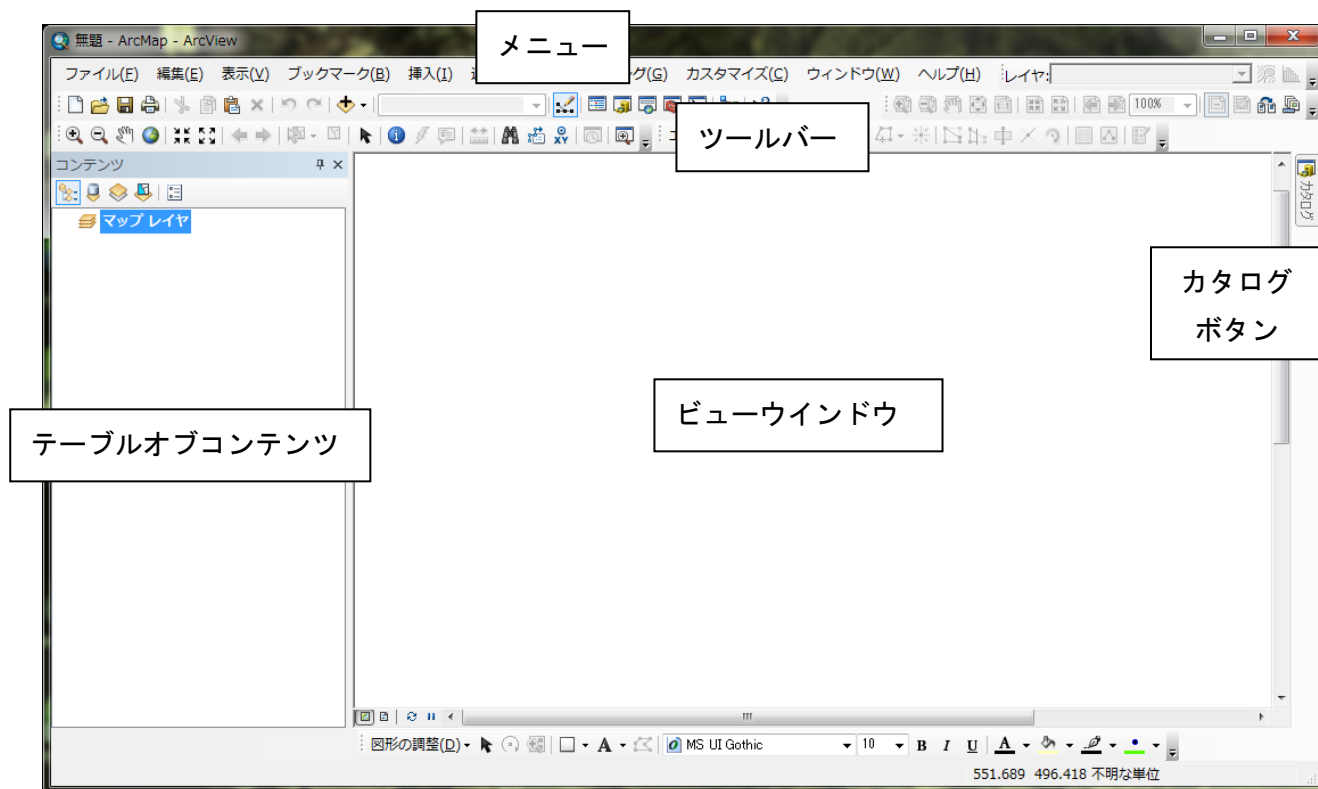 無題 - ArcMap - ArcView
メニュー
ファイル(F) 編集(E) 表示(V) ブックマーク(B) 挿入(I) グ(G) カスタマイズ(C) ウィンドウ(W) ヘルプ(H) レイヤ:
100%
ツールバー
コンテンツ
マップ レイヤ
カタログ
カタログ
ボタン
ビューウインドウ
テーブルオブコンテンツ
図形の調整(D) A MS UI Gothic 10 B I U A
551.689 496.418 不明な単位